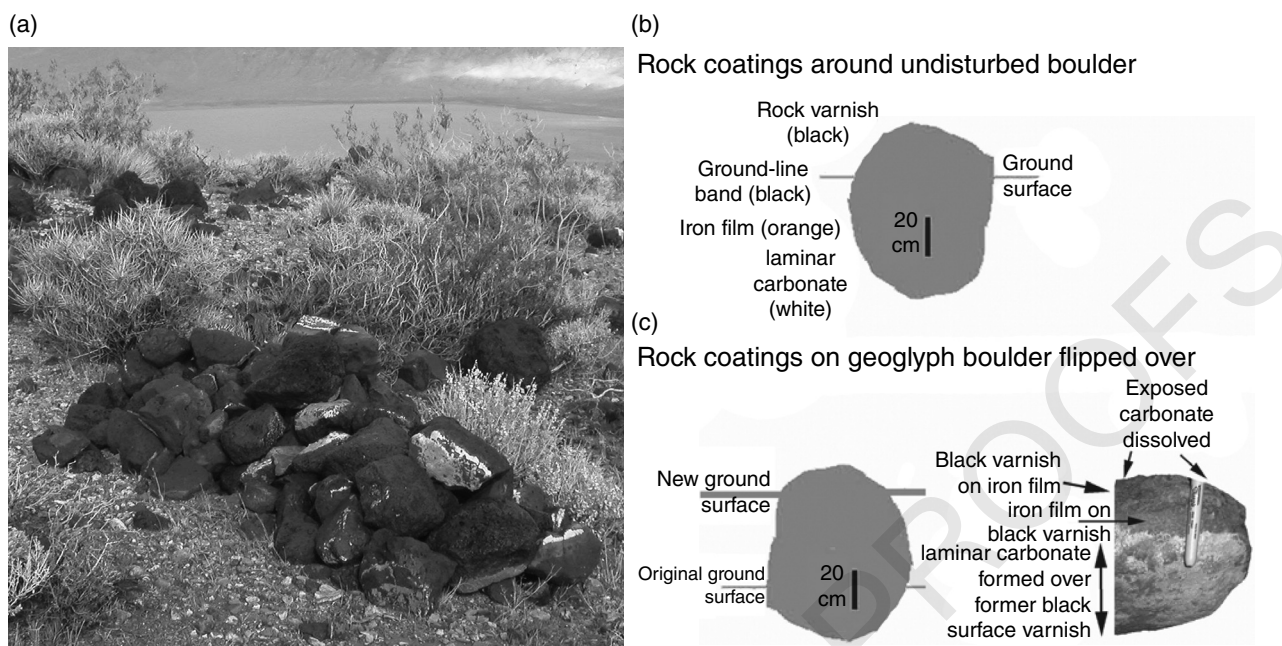 (a)
(b)
Rock coatings around undisturbed boulder
Rock varnish
(black)
Ground-line
band (black)
Ground
surface
Iron film (orange)
20
cm
laminar
carbonate
(white)
(c)
Rock coatings on geoglyph boulder flipped over
Exposed
carbonate
dissolved
New ground
surface
Black varnish
on iron film
iron film on
black varnish
laminar carbonate
formed over
former black
surface varnish
Original ground
surface
20
cm
PROOFS